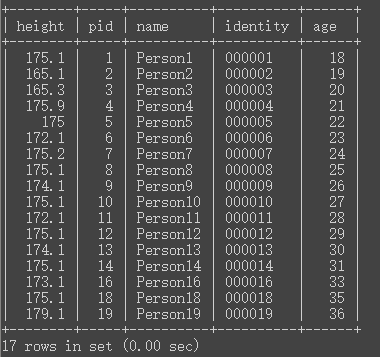 +--------+-----+----------+----------+------+
| height | pid | name     | identity | age  |
+--------+-----+----------+----------+------+
|  175.1 |   1 | Person1  | 000001   |   18 |
|  165.1 |   2 | Person2  | 000002   |   19 |
|  165.3 |   3 | Person3  | 000003   |   20 |
|  175.9 |   4 | Person4  | 000004   |   21 |
|    175 |   5 | Person5  | 000005   |   22 |
|  172.1 |   6 | Person6  | 000006   |   23 |
|  175.2 |   7 | Person7  | 000007   |   24 |
|  175.1 |   8 | Person8  | 000008   |   25 |
|  174.1 |   9 | Person9  | 000009   |   26 |
|  175.1 |  10 | Person10 | 000010   |   27 |
|  172.1 |  11 | Person11 | 000011   |   28 |
|  175.1 |  12 | Person12 | 000012   |   29 |
|  174.1 |  13 | Person13 | 000013   |   30 |
|  175.1 |  14 | Person14 | 000014   |   31 |
|  173.1 |  16 | Person16 | 000016   |   33 |
|  175.1 |  18 | Person18 | 000018   |   35 |
|  179.1 |  19 | Person19 | 000019   |   36 |
+--------+-----+----------+----------+------+
17 rows in set (0.00 sec)